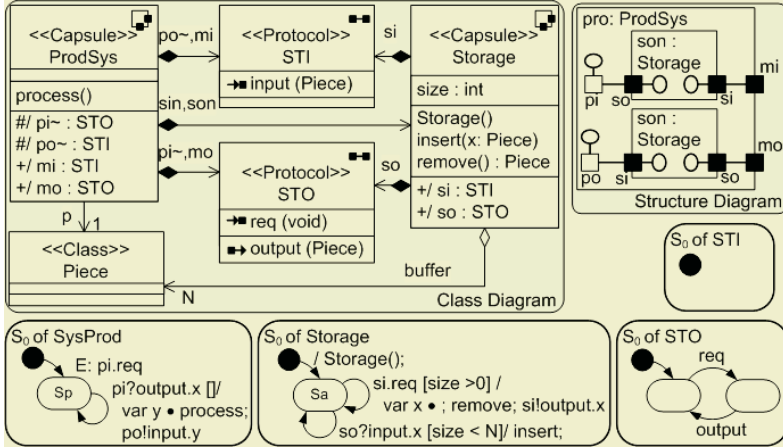 <<Capsule>>
ProdSys
process()
#/ pi~ : STO
#/ po~ : STI
+/ mi : STI
+/ mo : STO
po~,mi
<<Protocol>>
STI
input (Piece)
si
<<Capsule>>
Storage
size : int
Storage()
insert(x: Piece)
remove() : Piece
+/ si : STI
+/ so : STO
sin,son
pi~,mo
<<Protocol>>
STO
req (void)
output (Piece)
so
p
1
<<Class>>
Piece
N
buffer
Class Diagram
pro: ProdSys
son :
Storage
mi
pi
so
si
son :
Storage
mo
po
si
so
Structure Diagram
S0 of STI
S0 of SysProd
E: pi.req
Sp
pi?output.x []/
var y • process;
po!input.y
S0 of Storage
/ Storage();
Sa
si.req [size >0] /
var x • ; remove; si!output.x
so?input.x [size < N]/ insert;
S0 of STO
req
output